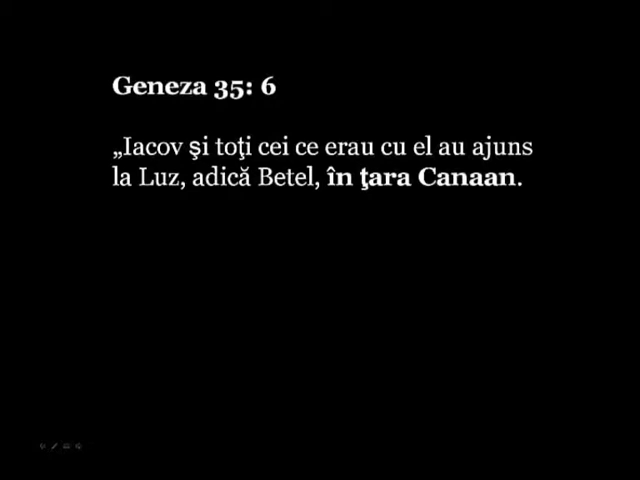 Geneza 35: 6
„Iacov şi toţi cei ce erau cu el au ajuns
la Luz, adică Betel, în ţara Canaan.